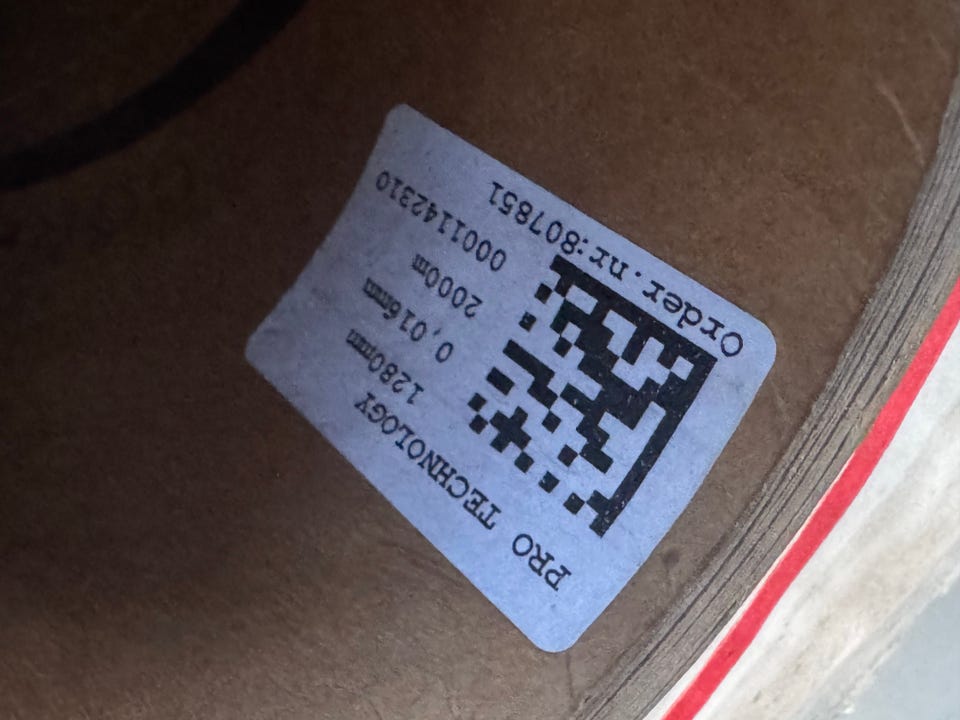 Order.nr:807851
0001142310
2000m
0,016mm
1280mm
PRO TECHNOLOGY